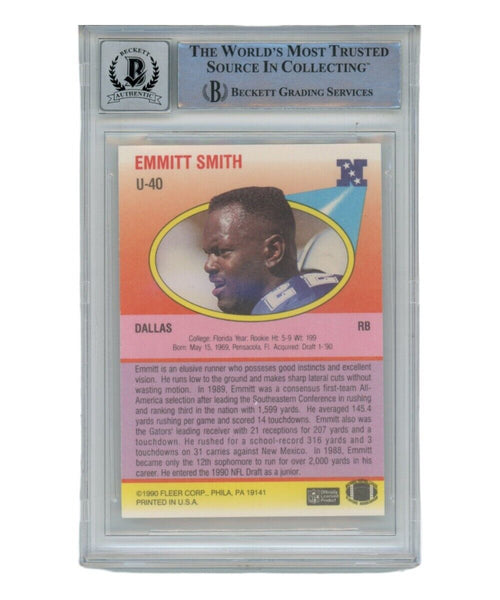 BECKETT
B
AUTHENTIC
THE WORLD'S MOST TRUSTED
SOURCE IN COLLECTING™
B BECKETT GRADING SERVICES
EMMITT SMITH
U-40
N
DALLAS RB
College: Florida Year: Rookie Ht: 5-9 Wt: 199
Born: May 15, 1969, Pensacola, Fl. Acquired: Draft 1-'90
Emmitt is an elusive runner who posseses good instincts and excellent
vision. He runs low to the ground and makes sharp lateral cuts without
wasting motion. In 1989, Emmitt was a consensus first-team All-
America selection after leading the Southeastern Conference in rushing
and ranking third in the nation with 1,599 yards. He averaged 145.4
yards rushing per game and scored 14 touchdowns. Emmitt also was
the Gators' leading receiver with 21 receptions for 207 yards and a
touchdown. He rushed for a school-record 316 yards and 3
touchdowns on 31 carries against New Mexico. In 1988, Emmitt
became only the 12th sophomore to run for over 2,000 yards in his
career. He entered the 1990 NFL Draft as a junior.
©1990 FLEER CORP., PHILA, PA 19141
PRINTED IN U.S.A.
Officially
Licensed
Product